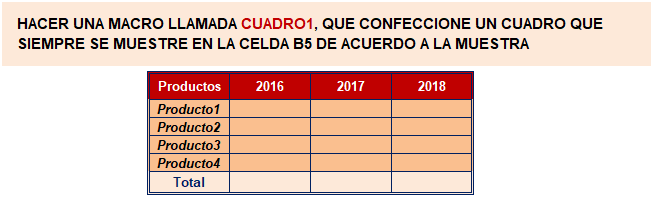 HACER UNA MACRO LLAMADA CUADRO1, QUE CONFECCIONE UN CUADRO QUE
SIEMPRE SE MUESTRE EN LA CELDA B5 DE ACUERDO A LA MUESTRA
Productos 2016 2017 2018
Producto1
Producto2
Producto3
Producto4
Total